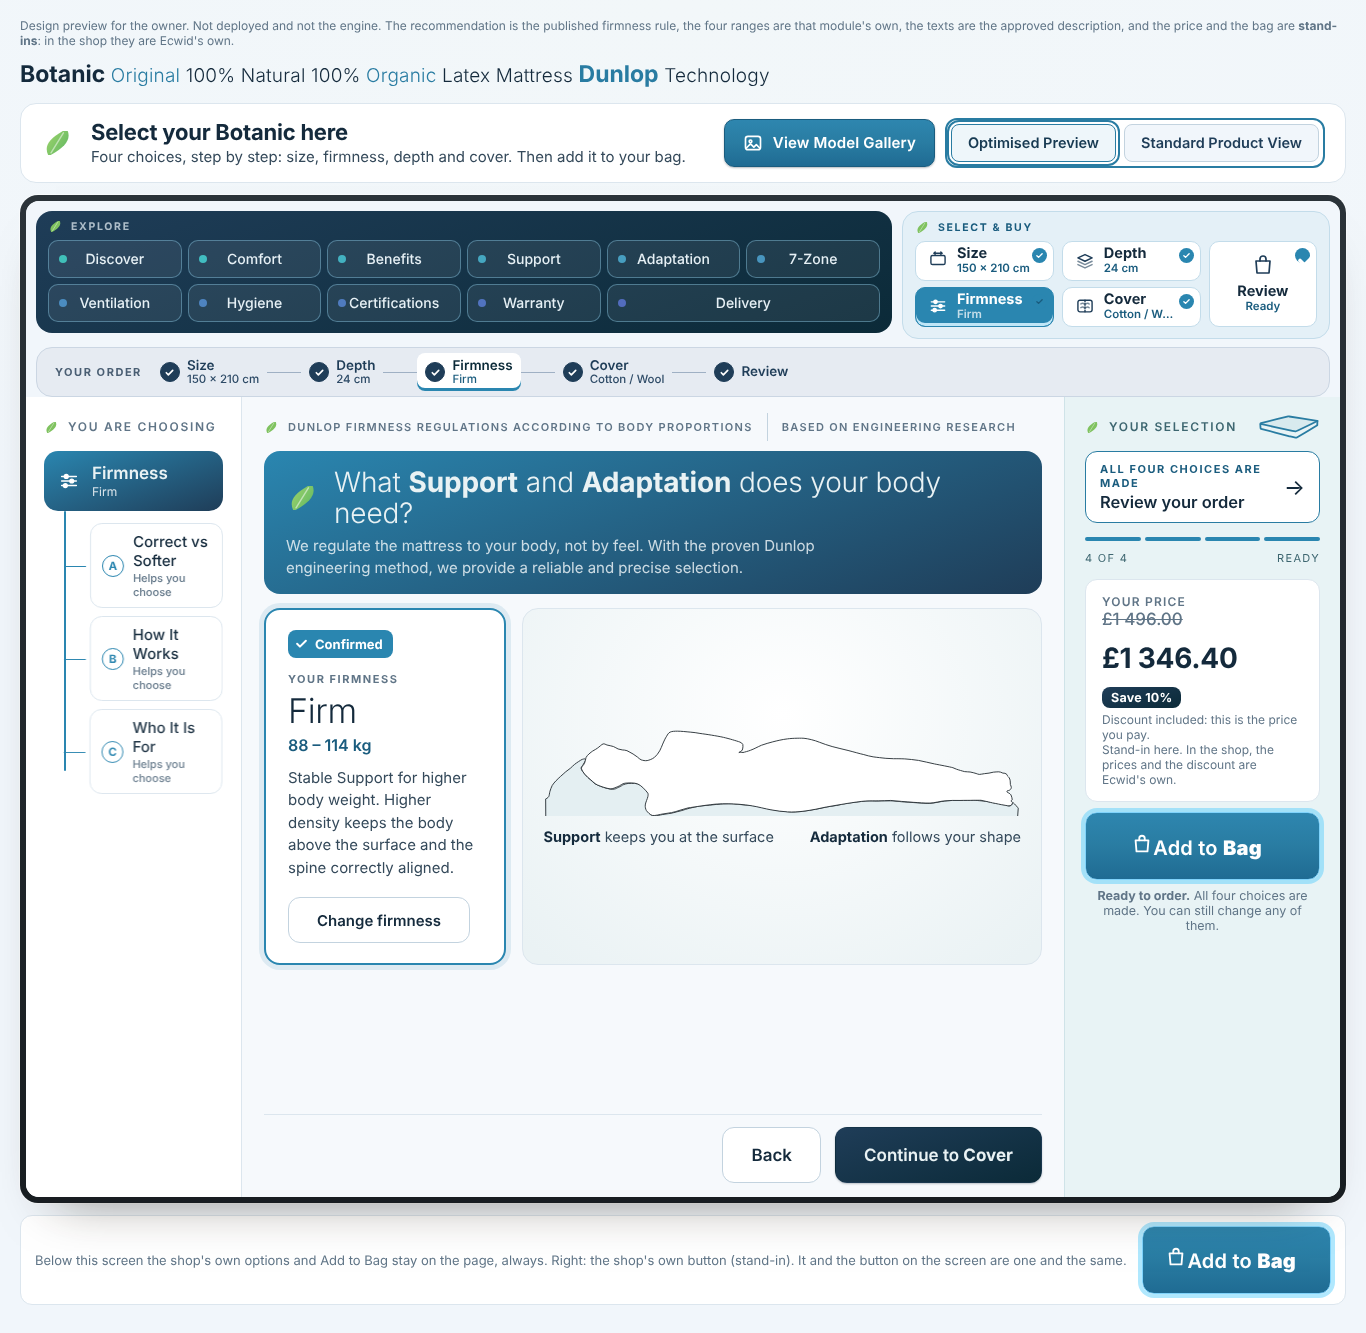 Design preview for the owner. Not deployed and not the engine. The recommendation is the published firmness rule, the four ranges are that module's own, the texts are the approved description, and the price and the bag are stand-
ins: in the shop they are Ecwid's own.
Botanic Original 100% Natural 100% Organic Latex Mattress Dunlop Technology
Select your Botanic here
Four choices, step by step: size, firmness, depth and cover. Then add it to your bag.
View Model Gallery
Optimised Preview
Standard Product View
EXPLORE
Discover
Comfort
Benefits
Support
Adaptation
7-Zone
Ventilation
Hygiene
Certifications
Warranty
Delivery
SELECT & BUY
Size
150 × 210 cm
Depth
24 cm
Firmness
Firm
Cover
Cotton / W...
Review
Ready
YOUR ORDER
Size
150 × 210 cm
Depth
24 cm
Firmness
Firm
Cover
Cotton / Wool
Review
YOU ARE CHOOSING
Firmness
Firm
A
Correct vs
Softer
Helps you
choose
B
How It
Works
Helps you
choose
C
Who It Is
For
Helps you
choose
DUNLOP FIRMNESS REGULATIONS ACCORDING TO BODY PROPORTIONS
BASED ON ENGINEERING RESEARCH
What Support and Adaptation does your body
need?
We regulate the mattress to your body, not by feel. With the proven Dunlop
engineering method, we provide a reliable and precise selection.
Confirmed
YOUR FIRMNESS
Firm
88 – 114 kg
Stable Support for higher
body weight. Higher
density keeps the body
above the surface and the
spine correctly aligned.
Change firmness
Support keeps you at the surface
Adaptation follows your shape
Back
Continue to Cover
YOUR SELECTION
ALL FOUR CHOICES ARE
MADE
Review your order
4 OF 4
READY
YOUR PRICE
£1 496.00
£1 346.40
Save 10%
Discount included: this is the price
you pay.
Stand-in here. In the shop, the
prices and the discount are
Ecwid's own.
Add to Bag
Ready to order. All four choices are
made. You can still change any of
them.
Below this screen the shop's own options and Add to Bag stay on the page, always. Right: the shop's own button (stand-in). It and the button on the screen are one and the same.
Add to Bag